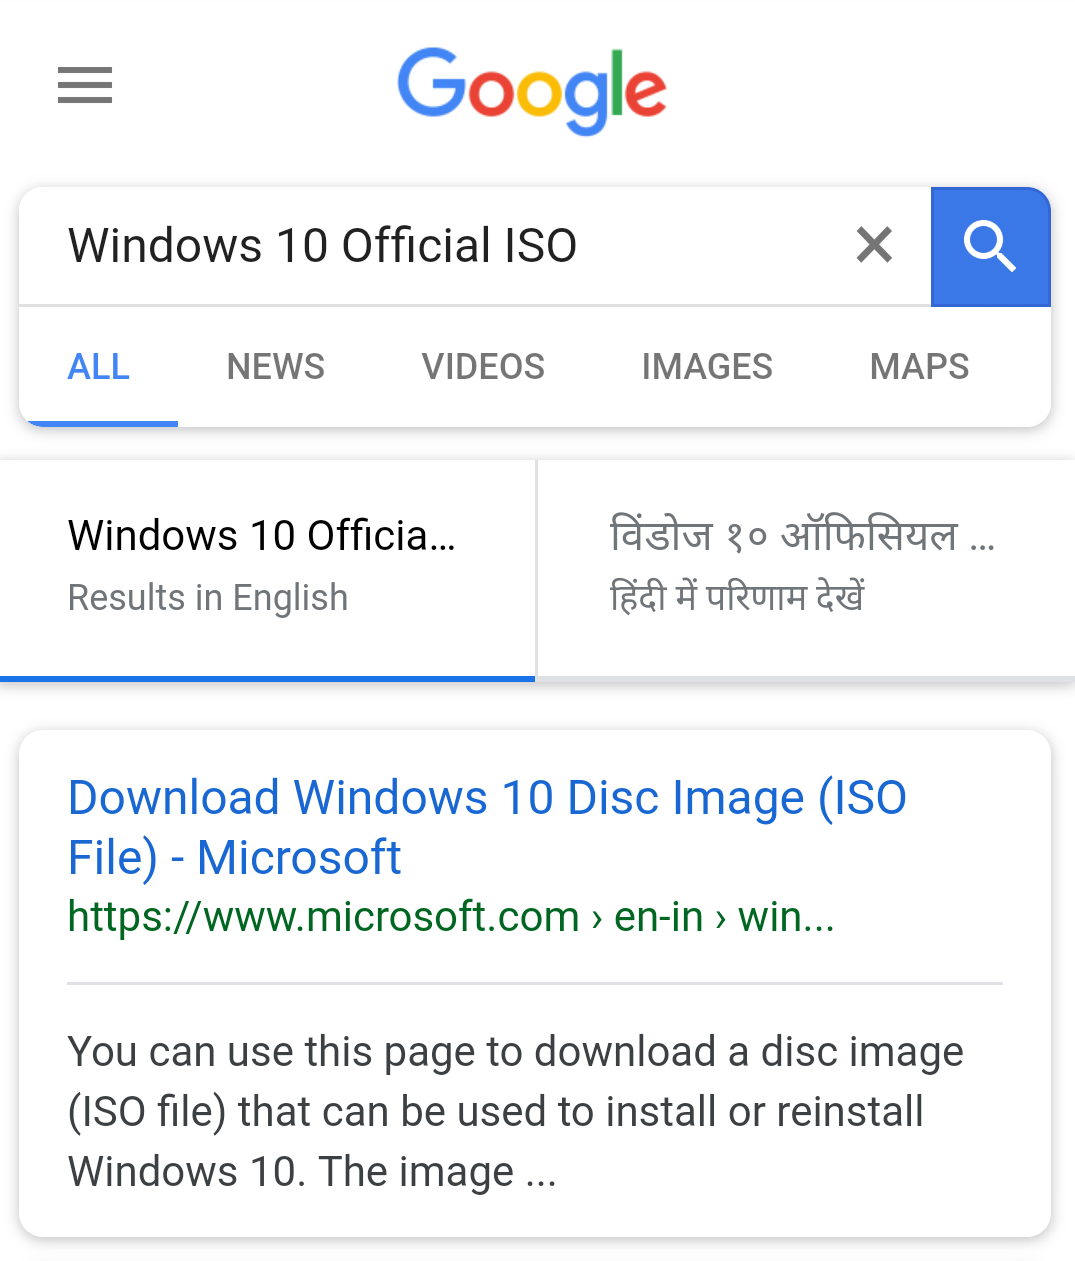 Google
Windows 10 Official ISO
ALL NEWS VIDEOS IMAGES MAPS
Windows 10 Officia...
Results in English
विंडोज १० ऑफिसियल ...
हिंदी में परिणाम देखें
Download Windows 10 Disc Image (ISO
File) - Microsoft
https://www.microsoft.com › en-in › win...
You can use this page to download a disc image
(ISO file) that can be used to install or reinstall
Windows 10. The image ...